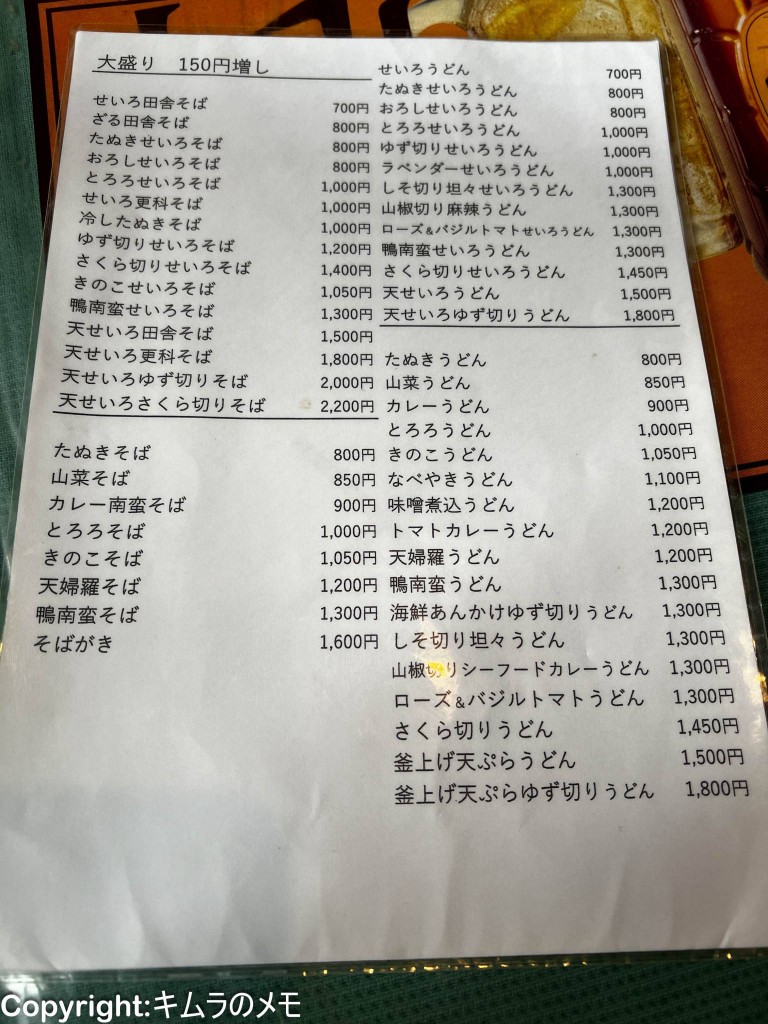 大盛り 150円増し
せいろ田舎そば 700円
ざる田舎そば 800円
たぬきせいろそば 800円
おろしせいろそば 800円
とろろせいろそば 1,000円
せいろ更科そば 1,000円
冷したぬきそば 1,000円
ゆず切りせいろそば 1,200円
さくら切りせいろそば 1,400円
きのこせいろそば 1,050円
鴨南蛮せいろそば 1,300円
天せいろ田舎そば 1,500円
天せいろ更科そば 1,800円
天せいろゆず切りそば 2,000円
天せいろさくら切りそば 2,200円
たぬきそば 800円
山菜そば 850円
カレー南蛮そば 900円
とろろそば 1,000円
きのこそば 1,050円
天婦羅そば 1,200円
鴨南蛮そば 1,300円
そばがき 1,600円
せいろうどん 700円
たぬきせいろうどん 800円
おろしせいろうどん 800円
とろろせいろうどん 1,000円
ゆず切りせいろうどん 1,000円
ラベンダーせいろうどん 1,000円
しそ切り坦々せいろうどん 1,300円
山椒切り麻辣うどん 1,300円
ローズ&バジルトマトせいろうどん 1,300円
鴨南蛮せいろうどん 1,300円
さくら切りせいろうどん 1,450円
天せいろうどん 1,500円
天せいろゆず切りうどん 1,800円
たぬきうどん 800円
山菜うどん 850円
カレーうどん 900円
とろろうどん 1,000円
きのこうどん 1,050円
なべやきうどん 1,100円
味噌煮込うどん 1,200円
トマトカレーうどん 1,200円
天婦羅うどん 1,200円
鴨南蛮うどん 1,300円
海鮮あんかけゆず切りうどん 1,300円
しそ切り坦々うどん 1,300円
山椒切りシーフードカレーうどん 1,300円
ローズ&バジルトマトうどん 1,300円
さくら切りうどん 1,450円
釜上げ天ぷらうどん 1,500円
釜上げ天ぷらゆず切りうどん 1,800円
Copyright:キムラのメモ